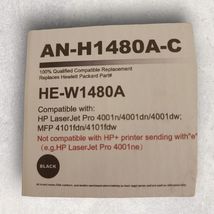 AN-H1480A-C
100% Qualified Compatible Replacement
Replaces Hewlett Packard Part#
HE-W1480A
Compatible with:
HP LaserJet Pro 4001n/4001dn/4001dw;
MFP 4101fdn/4101fdw
Not compatible with HP+ printer sending with"e"
( e.g.HP LaserJet Pro 4001ne)
BLACK